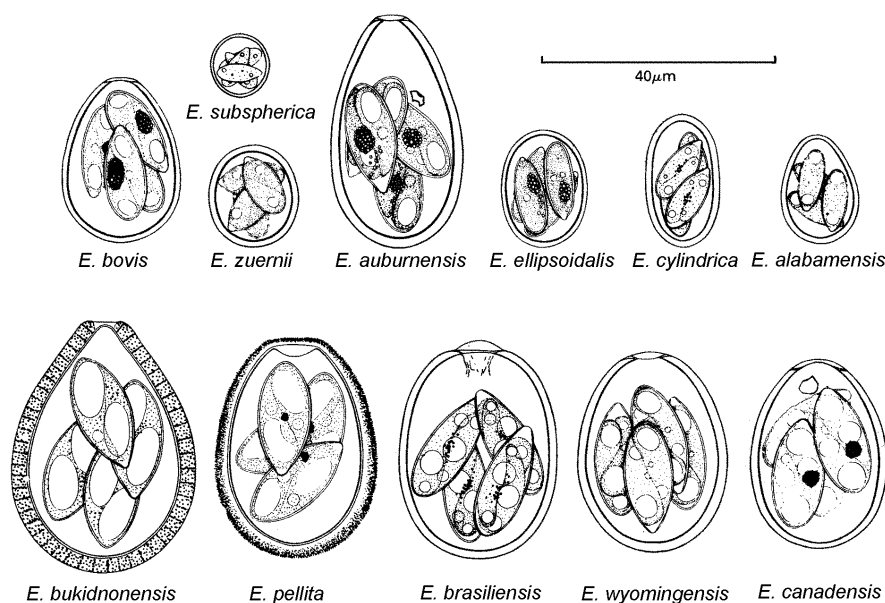 40µm
E. subspherica
E. bovis E. zuernii E. auburnensis E. ellipsoidalis E. cylindrica E. alabamensis
E. bukidnonensis E. pellita E. brasiliensis E. wyomingensis E. canadensis